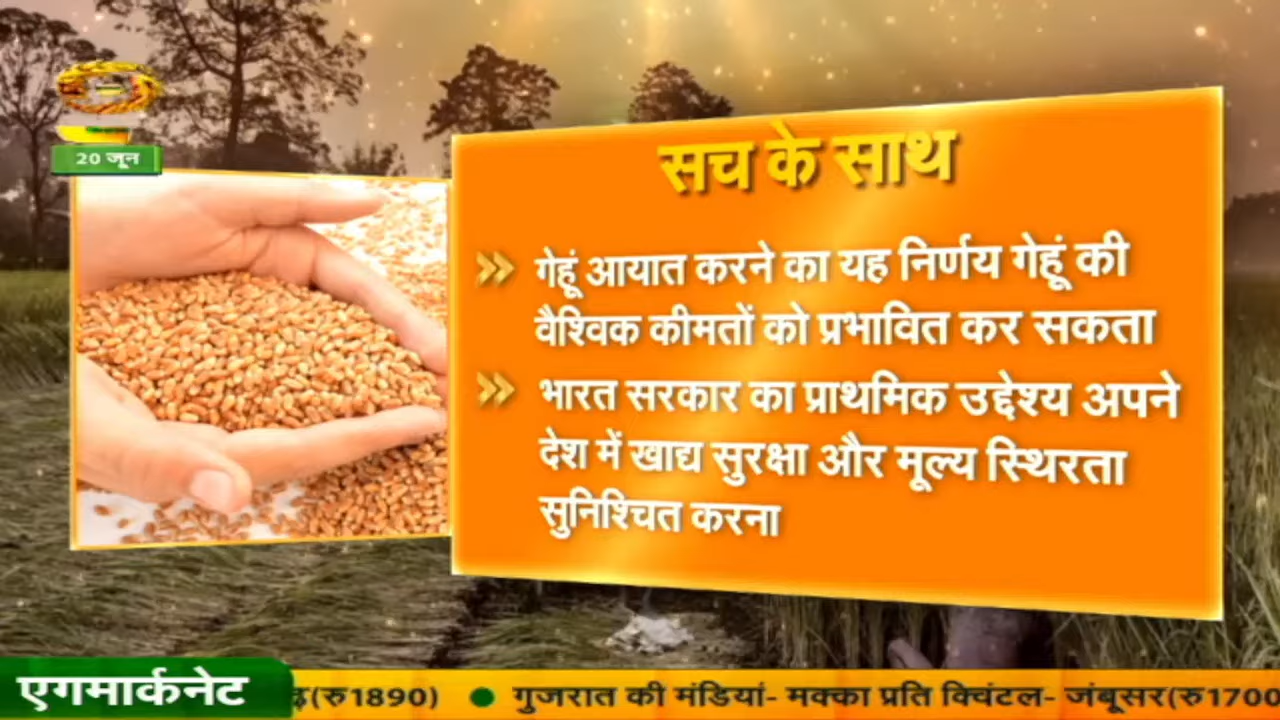 20 जून
सच के साथ
गेहूं आयात करने का यह निर्णय गेहूं की
वैश्विक कीमतों को प्रभावित कर सकता
भारत सरकार का प्राथमिक उद्देश्य अपने
देश में खाद्य सुरक्षा और मूल्य स्थिरता
सुनिश्चित करना
एगमार्कनेट
(रु1890) ● गुजरात की मंडियां- मक्का प्रति क्विंटल- जंबूसर(रु1700